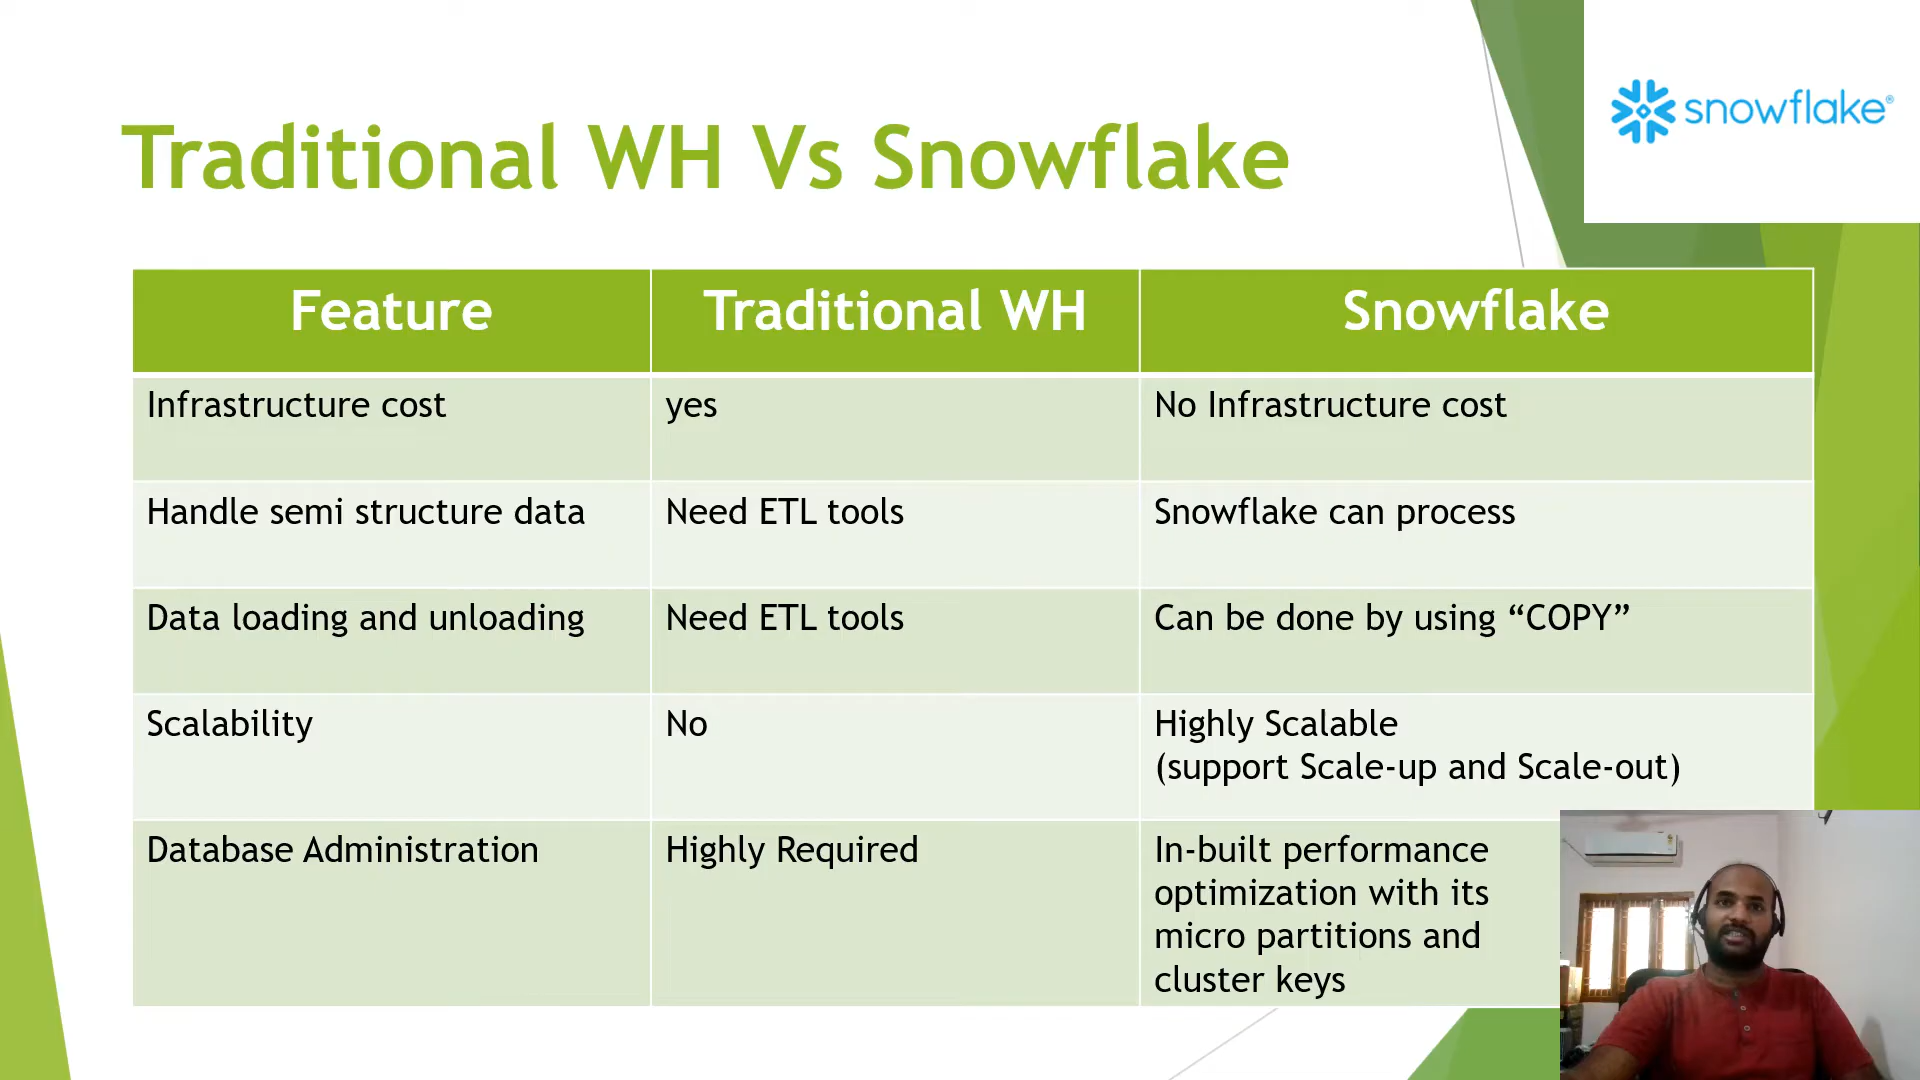 snowflake®
Traditional WH Vs Snowflake
Feature
Traditional WH
Snowflake
Infrastructure cost
yes
No Infrastructure cost
Handle semi structure data
Need ETL tools
Snowflake can process
Data loading and unloading
Need ETL tools
Can be done by using “COPY”
Scalability
No
Highly Scalable
(support Scale-up and Scale-out)
Database Administration
Highly Required
In-built performance
optimization with its
micro partitions and
cluster keys